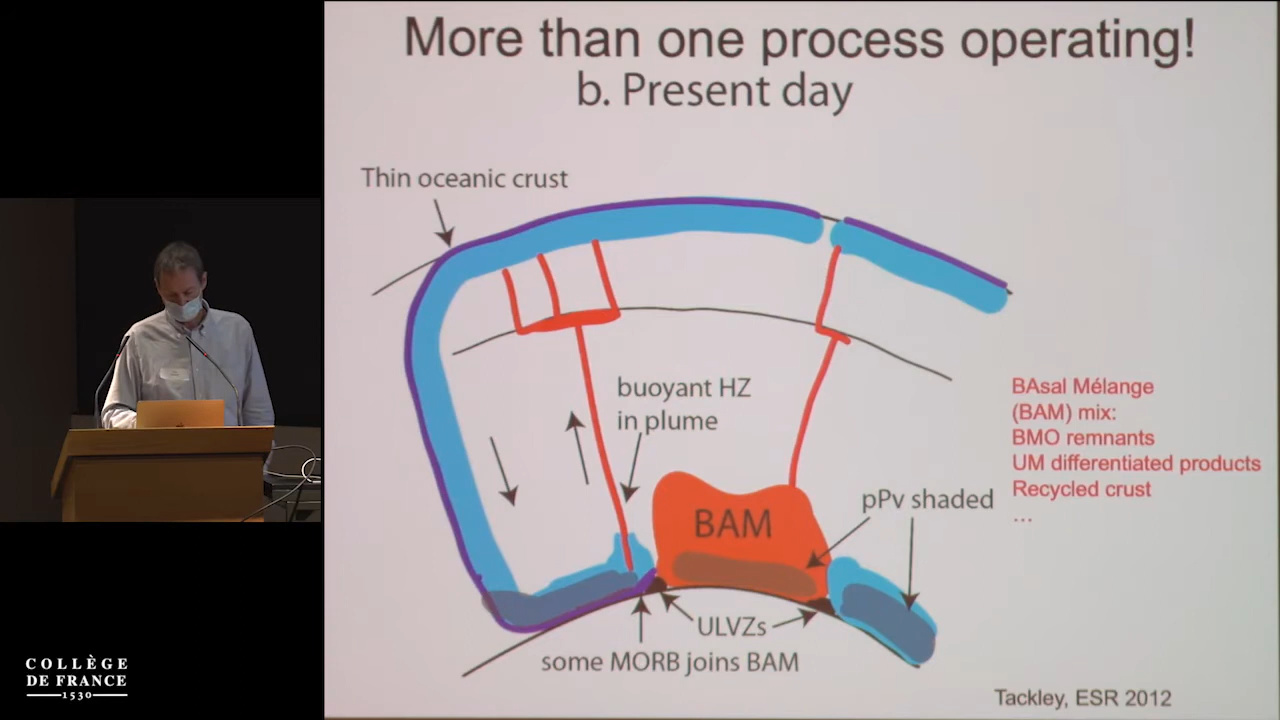 More than one process operating!
b. Present day
Thin oceanic crust
buoyant HZ
in plume
BAsal Mélange
(BAM) mix:
BMO remnants
UM differentiated products
Recycled crust
...
pPv shaded
BAM
ULVZs
some MORB joins BAM
Tackley, ESR 2012
COLLÈGE
DE FRANCE
1530